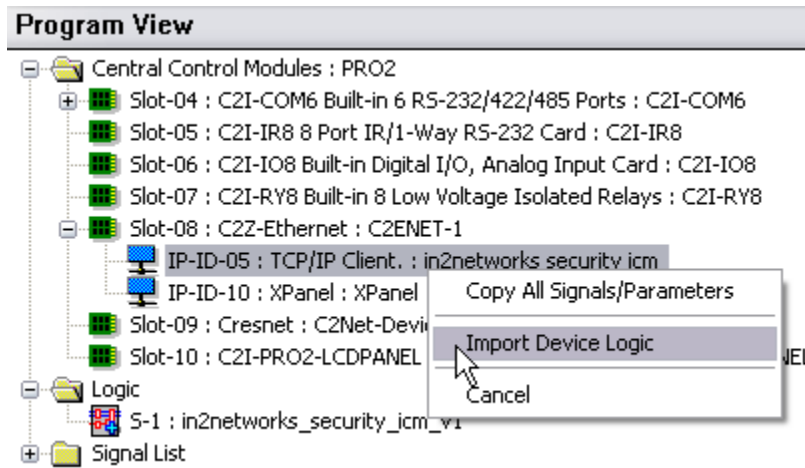 Program View
Central Control Modules : PRO2
Slot-04 : C2I-COM6 Built-in 6 RS-232/422/485 Ports : C2I-COM6
Slot-05 : C2I-IR8 8 Port IR/1-Way RS-232 Card : C2I-IR8
Slot-06 : C2I-IO8 Built-in Digital I/O, Analog Input Card : C2I-IO8
Slot-07 : C2I-RY8 Built-in 8 Low Voltage Isolated Relays : C2I-RY8
Slot-08 : C2Z-Ethernet : C2ENET-1
IP-ID-05 : TCP/IP Client. : in2networks security icm
IP-ID-10 : XPanel : XPanel
Copy All Signals/Parameters
Slot-09 : Cresnet : C2Net-Devi
Import Device Logic
Slot-10 : C2I-PRO2-LCDPANEL
Logic
Cancel
S-1 : in2networks_security_icm_v1
Signal List